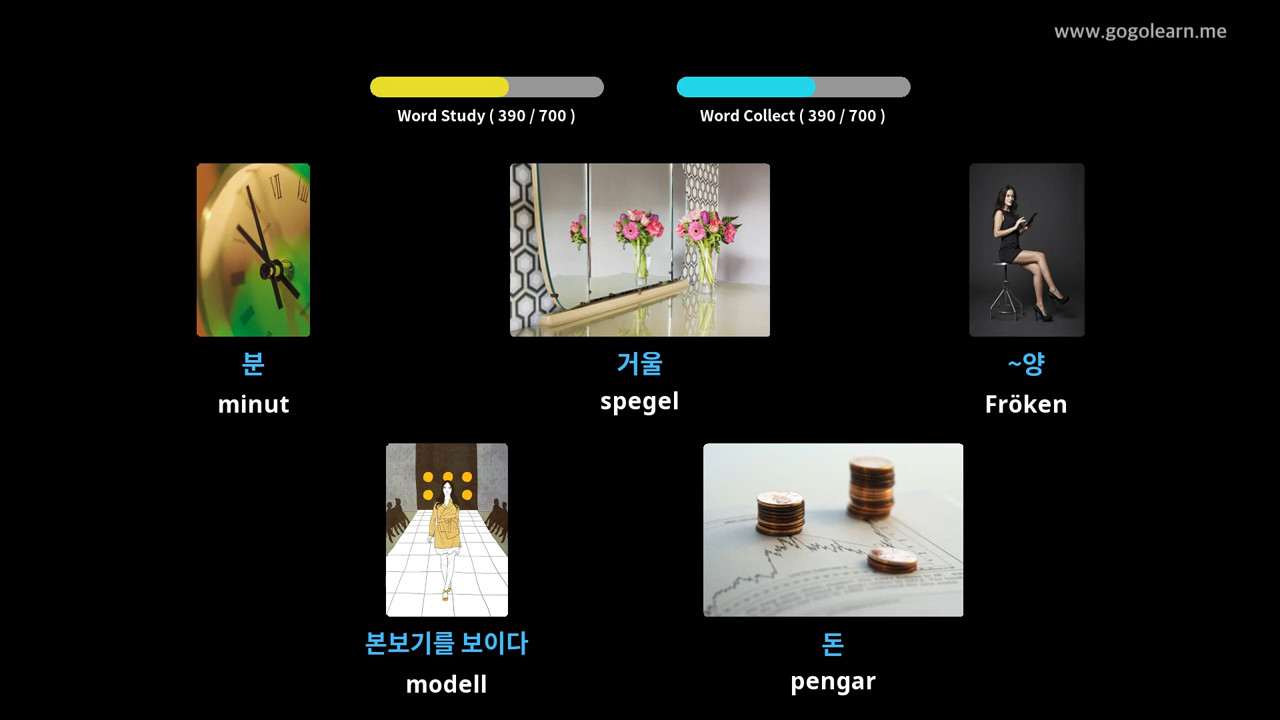 www.gogolearn.me
Word Study ( 390 / 700 )
Word Collect ( 390 / 700 )
분
minut
거울
spegel
~양
Fröken
본보기를 보이다
modell
돈
pengar